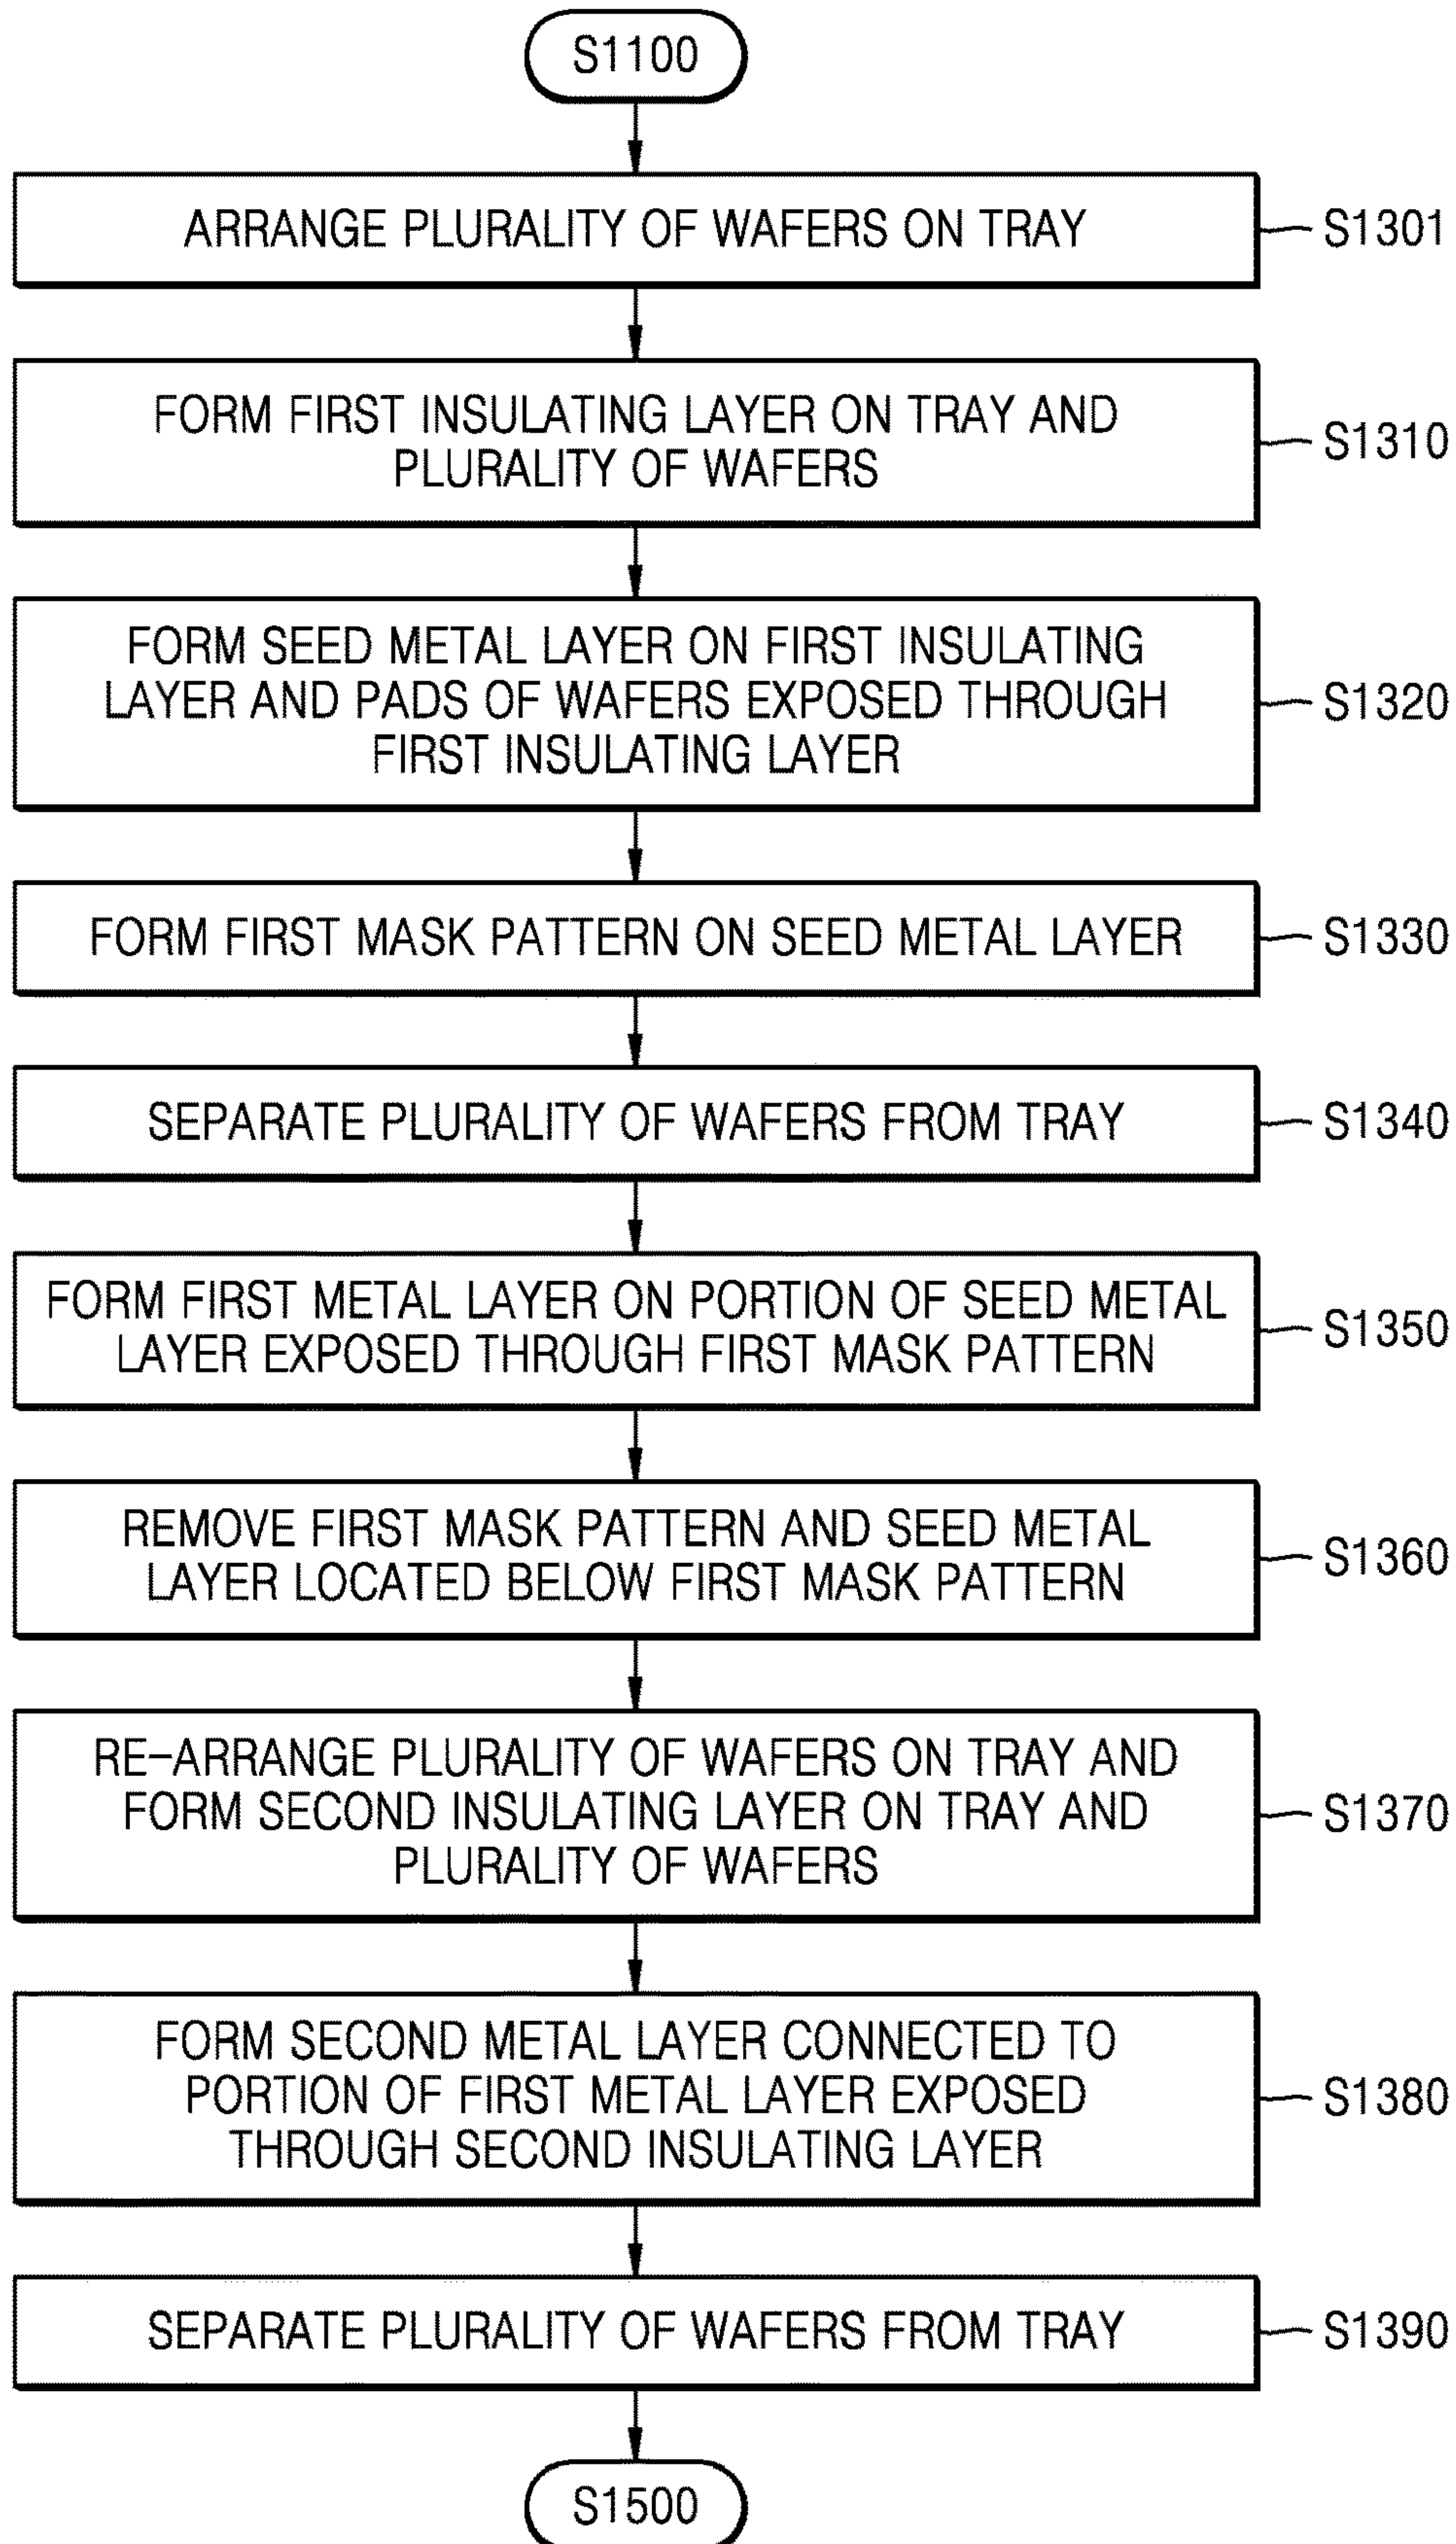 S1100
ARRANGE PLURALITY OF WAFERS ON TRAY
S1301
FORM FIRST INSULATING LAYER ON TRAY AND
PLURALITY OF WAFERS
S1310
FORM SEED METAL LAYER ON FIRST INSULATING
LAYER AND PADS OF WAFERS EXPOSED THROUGH
FIRST INSULATING LAYER
S1320
FORM FIRST MASK PATTERN ON SEED METAL LAYER
S1330
SEPARATE PLURALITY OF WAFERS FROM TRAY
S1340
FORM FIRST METAL LAYER ON PORTION OF SEED METAL
LAYER EXPOSED THROUGH FIRST MASK PATTERN
S1350
REMOVE FIRST MASK PATTERN AND SEED METAL
LAYER LOCATED BELOW FIRST MASK PATTERN
S1360
RE-ARRANGE PLURALITY OF WAFERS ON TRAY AND
FORM SECOND INSULATING LAYER ON TRAY AND
PLURALITY OF WAFERS
S1370
FORM SECOND METAL LAYER CONNECTED TO
PORTION OF FIRST METAL LAYER EXPOSED
THROUGH SECOND INSULATING LAYER
S1380
SEPARATE PLURALITY OF WAFERS FROM TRAY
S1390
S1500